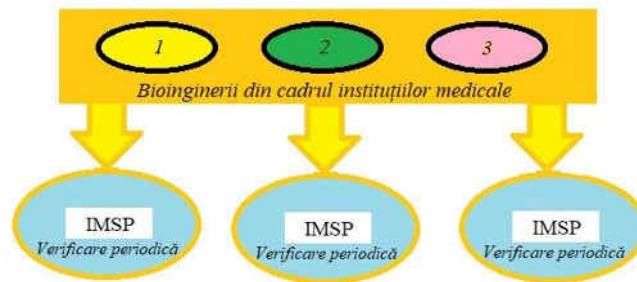 1 2 3
Bioinginerii din cadrul instituțiilor medicale
IMSP IMSP IMSP
Verificare periodică Verificare periodică Verificare periodică